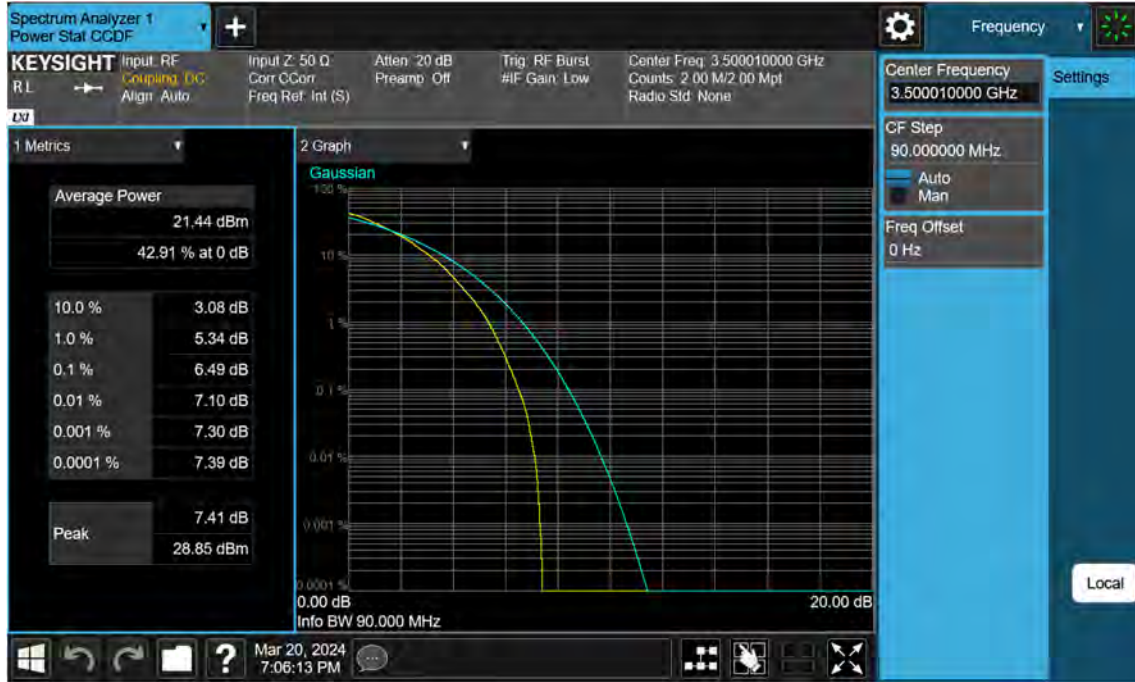 Spectrum Analyzer 1
Power Stat CCDF
+
Frequency
KEYSIGHT
R L
LXI
Input: RF
Coupling: DC
Align: Auto
Input Z: 50 Ω
Corr CCorr
Freq Ref: Int (S)
Atten: 20 dB
Preamp: Off
Trig: RF Burst
#IF Gain: Low
Center Freq: 3.500010000 GHz
Counts: 2.00 M/2.00 Mpt
Radio Std: None
Center Frequency
3.500010000 GHz
Settings
CF Step
90.000000 MHz
Auto
Man
Freq Offset
0 Hz
1 Metrics
Average Power
21.44 dBm
42.91 % at 0 dB
10.0 % 3.08 dB
1.0 % 5.34 dB
0.1 % 6.49 dB
0.01 % 7.10 dB
0.001 % 7.30 dB
0.0001 % 7.39 dB
Peak
7.41 dB
28.85 dBm
2 Graph
Gaussian
100 %
10 %
1 %
0.1 %
0.01 %
0.001 %
0.0001 %
0.00 dB 20.00 dB
Info BW 90.000 MHz
Local
?
Mar 20, 2024
7:06:13 PM